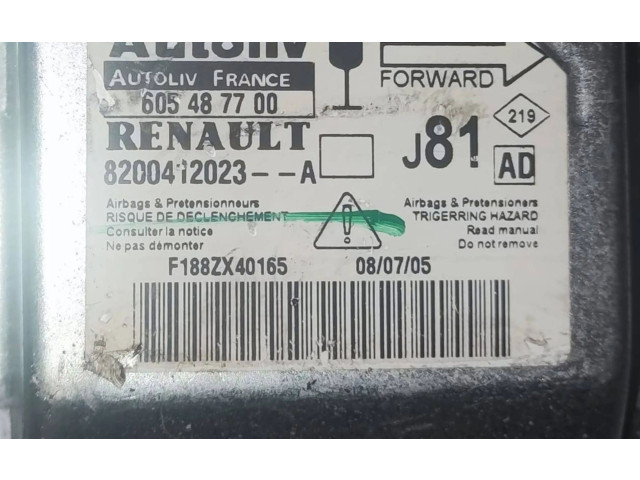 Autoliv
AUTOLIV FRANCE
605 48 77 00
FORWARD
RENAULT
8200412023--A
J81
219
AD
Airbags & Pretensionneurs
RISQUE DE DECLENCHEMENT
Consulter la notice
Ne pas démonter
Airbags & Pretensioners
TRIGERRING HAZARD
Read manual
Do not remove
F188ZX40165
08/07/05